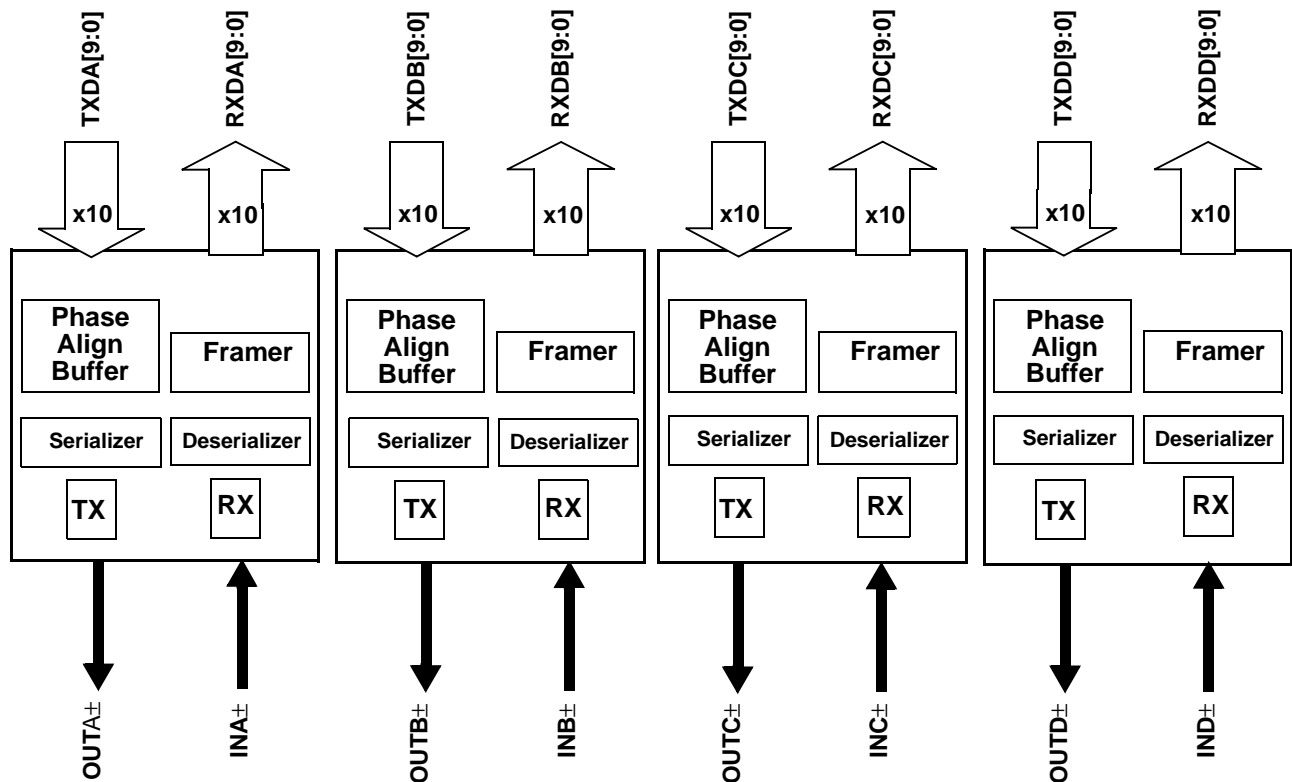 TXDA[9:0]
RXDA[9:0]
TXDB[9:0]
RXDB[9:0]
TXDC[9:0]
RXDC[9:0]
TXDD[9:0]
RXDD[9:0]
x10
x10
x10
x10
x10
x10
x10
x10
Phase
Align
Buffer
Framer
Serializer
Deserializer
TX
RX
Phase
Align
Buffer
Framer
Serializer
Deserializer
TX
RX
Phase
Align
Buffer
Framer
Serializer
Deserializer
TX
RX
Phase
Align
Buffer
Framer
Serializer
Deserializer
TX
RX
OUTA±
INA±
OUTB±
INB±
OUTC±
INC±
OUTD±
IND±